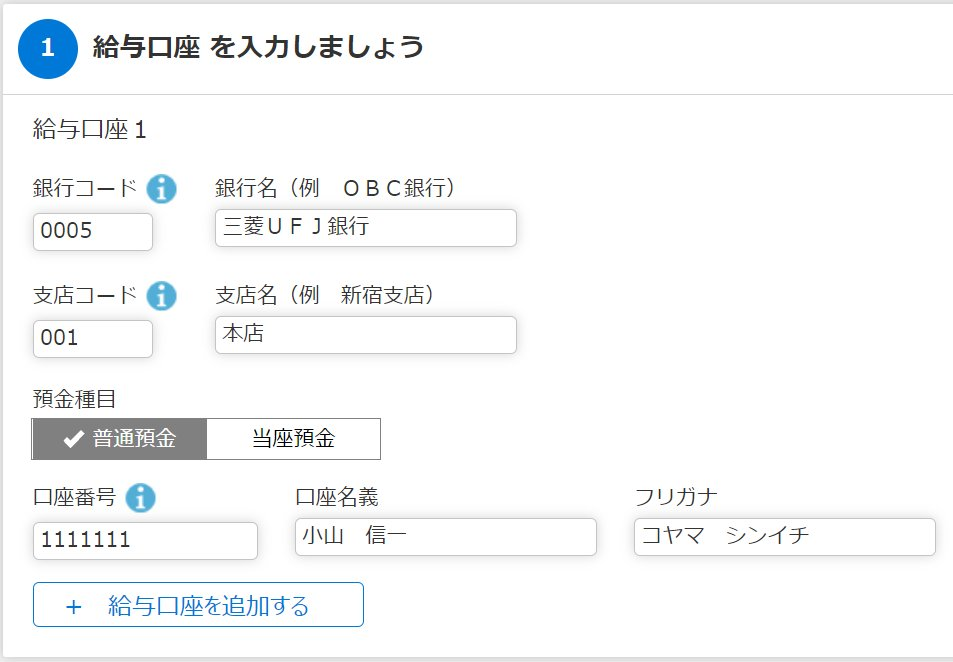 1 給与口座 を入力しましょう
給与口座１
銀行コード i 銀行名（例　ＯＢＣ銀行）
0005 三菱ＵＦＪ銀行
支店コード i 支店名（例　新宿支店）
001 本店
預金種目
✓ 普通預金 当座預金
口座番号 i 口座名義 フリガナ
1111111 小山　信一 コヤマ　シンイチ
＋ 給与口座を追加する